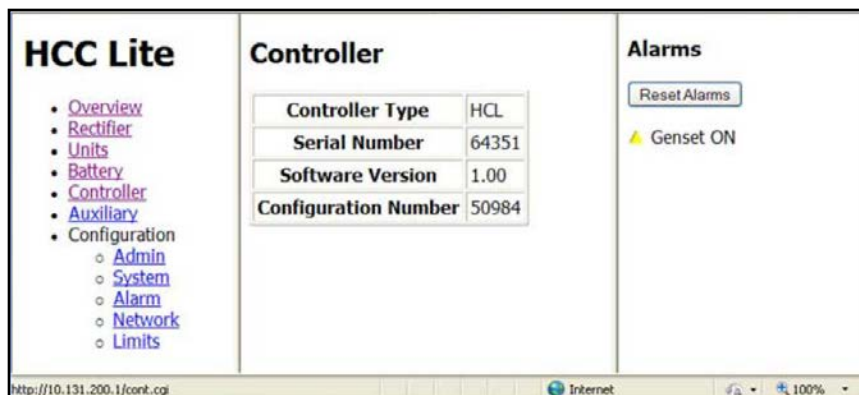 HCC Lite
Overview
Rectifier
Units
Battery
Controller
Auxiliary
Configuration
Admin
System
Alarm
Network
Limits
Controller
Controller Type HCL
Serial Number 64351
Software Version 1.00
Configuration Number 50984
Alarms
Reset Alarms
Genset ON
http://10.131.200.1/cont.cgi
Internet
100%